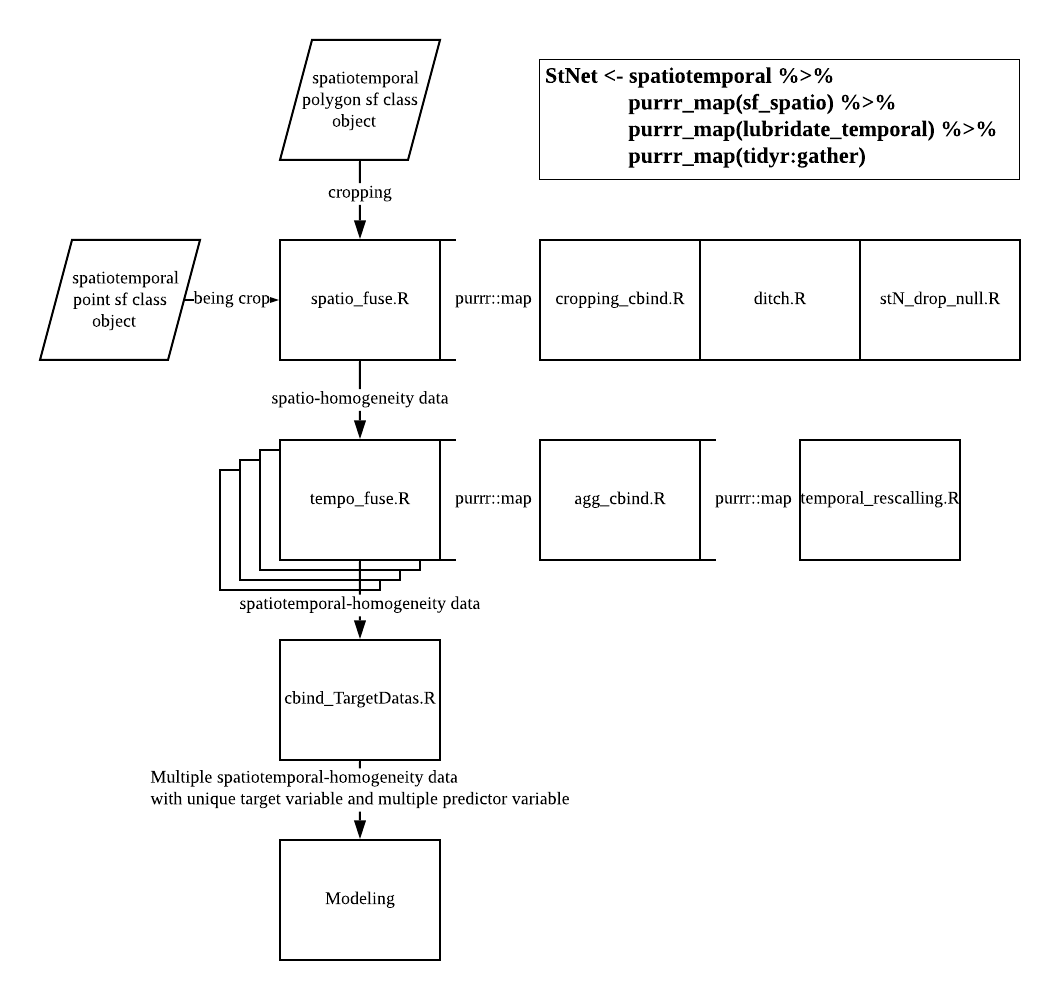 spatiotemporal
polygon sf class
object
StNet <- spatiotemporal %>%
purrr_map(sf_spatio) %>%
purrr_map(lubridate_temporal) %>%
purrr_map(tidyr:gather)
cropping
spatiotemporal
point sf class
object
being crop
spatio_fuse.R
purrr::map
cropping_cbind.R
ditch.R
stN_drop_null.R
spatio-homogeneity data
tempo_fuse.R
purrr::map
agg_cbind.R
purrr::map
temporal_rescalling.R
spatiotemporal-homogeneity data
cbind_TargetDatas.R
Multiple spatiotemporal-homogeneity data
with unique target variable and multiple predictor variable
Modeling